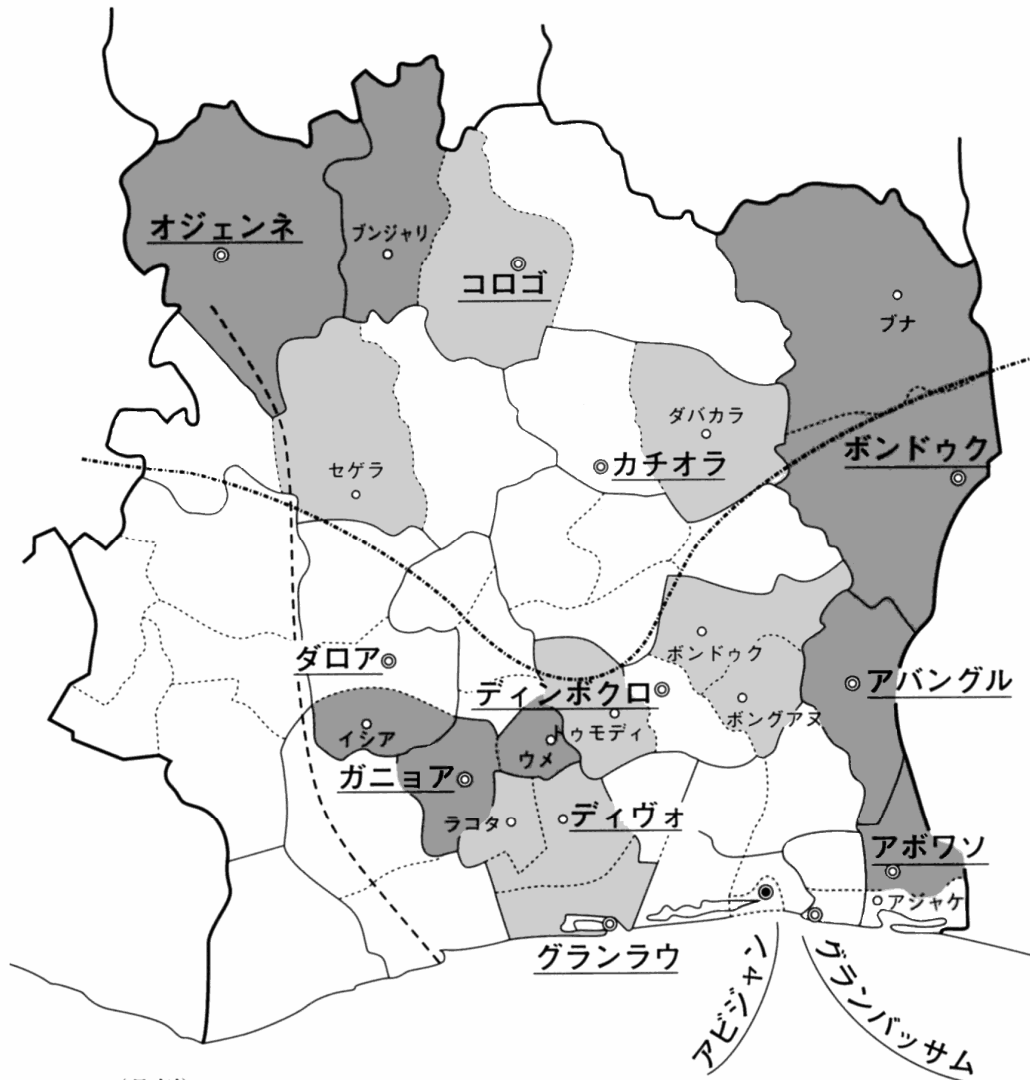 オジェンネ
ブンジャリ
コロゴ
ブナ
ダバカラ
セゲラ
カチオラ
ボンドゥク
ダロア
ボンドゥク
ディンボクロ
アバングル
ボングアヌ
イシア
トゥモディ
ウメ
ガニョア
ラコタ
ディヴォ
アボワソ
アジャケ
グランラウ
アビジャン
グランバッサム